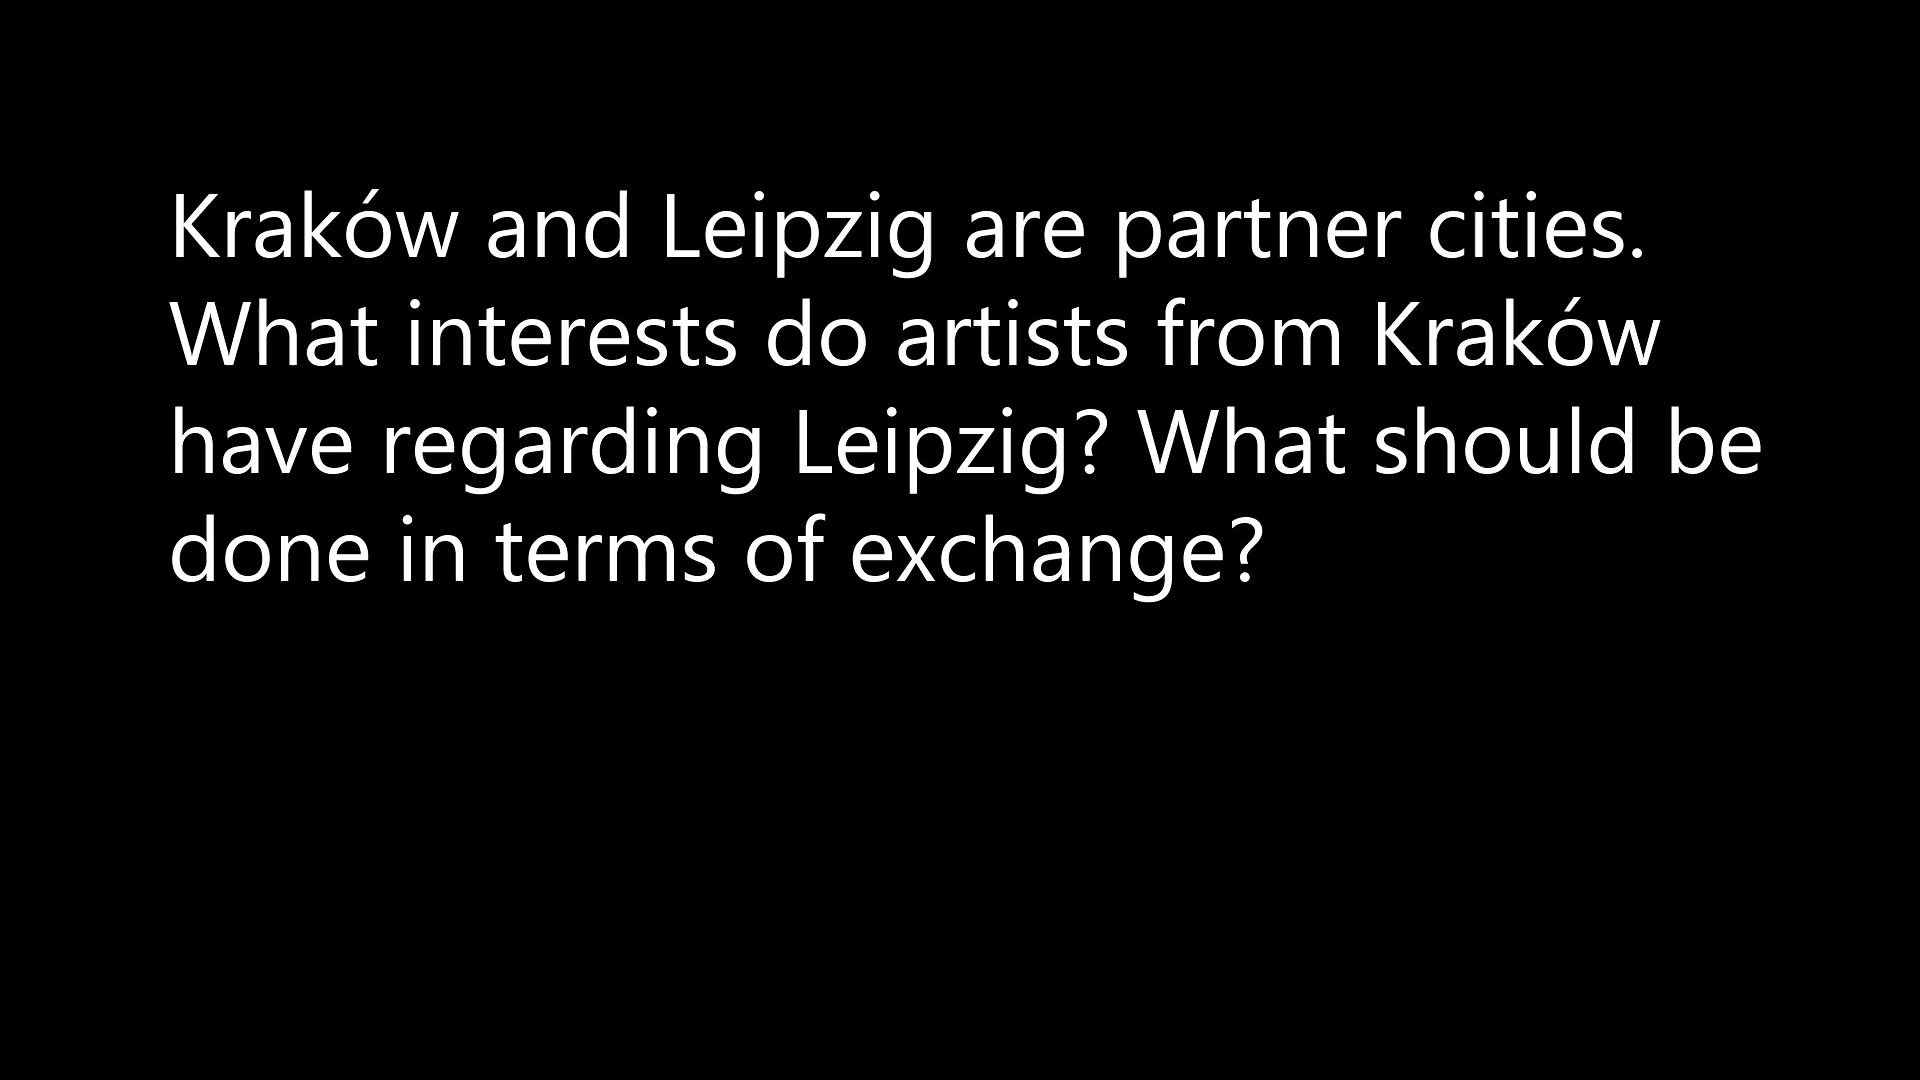 Kraków and Leipzig are partner cities.
What interests do artists from Kraków
have regarding Leipzig? What should be
done in terms of exchange?